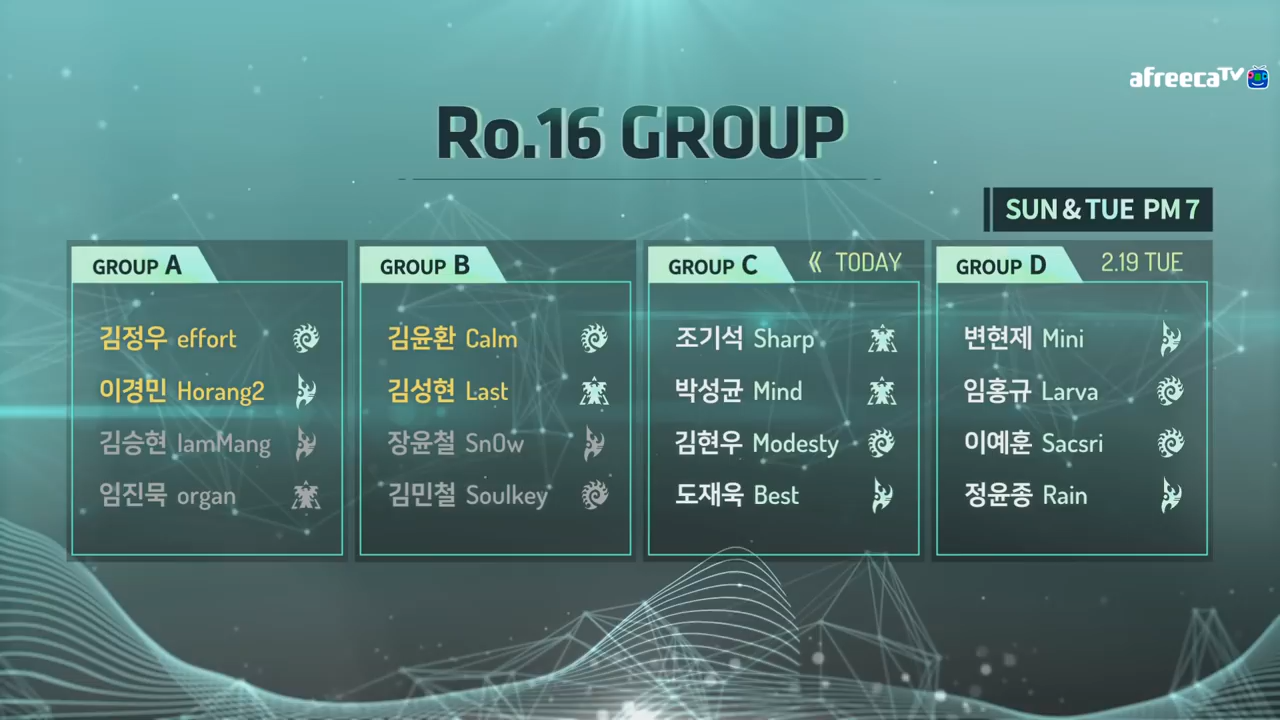 afreecaTV
Ro.16 GROUP
SUN & TUE PM 7
GROUP A
김정우 effort
이경민 Horang2
김승현 IamMang
임진묵 organ
GROUP B
김윤환 Calm
김성현 Last
장윤철 Sn0w
김민철 Soulkey
GROUP C
《 TODAY
조기석 Sharp
박성균 Mind
김현우 Modesty
도재욱 Best
GROUP D
2.19 TUE
변현제 Mini
임홍규 Larva
이예훈 Sacsri
정윤종 Rain